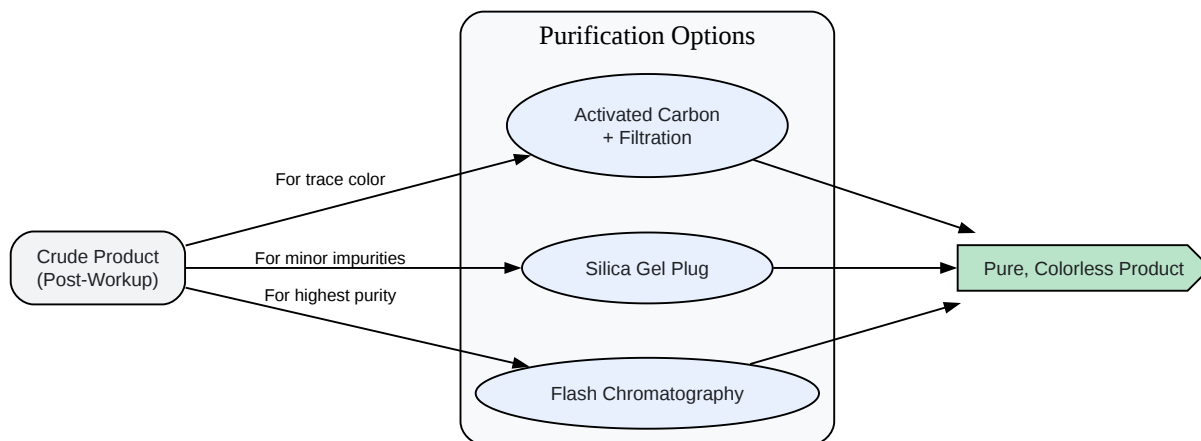 Purification Options
Activated Carbon
+ Filtration
For trace color
Crude Product
(Post-Workup)
For minor impurities
Silica Gel Plug
Pure, Colorless Product
For highest purity
Flash Chromatography